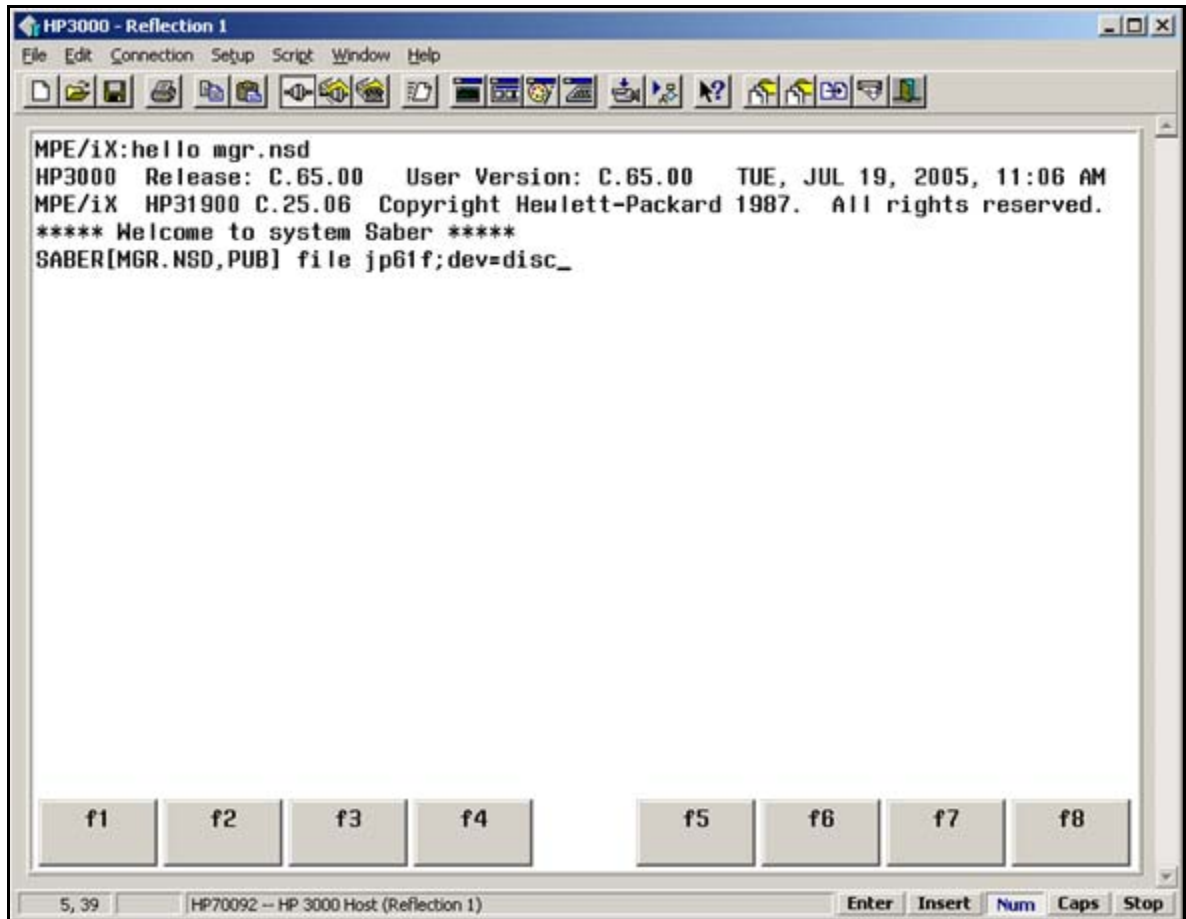 HP3000 - Reflection 1
File Edit Connection Setup Script Window Help
MPE/iX:hello mgr.nsd
HP3000 Release: C.65.00 User Version: C.65.00 TUE, JUL 19, 2005, 11:06 AM
MPE/iX HP31900 C.25.06 Copyright Hewlett-Packard 1987. All rights reserved.
***** Welcome to system Saber *****
SABER[MGR.NSD,PUB] file jp61f;dev=disc_
f1 f2 f3 f4 f5 f6 f7 f8
5, 39 HP70092 -- HP 3000 Host (Reflection 1) Enter Insert Num Caps Stop